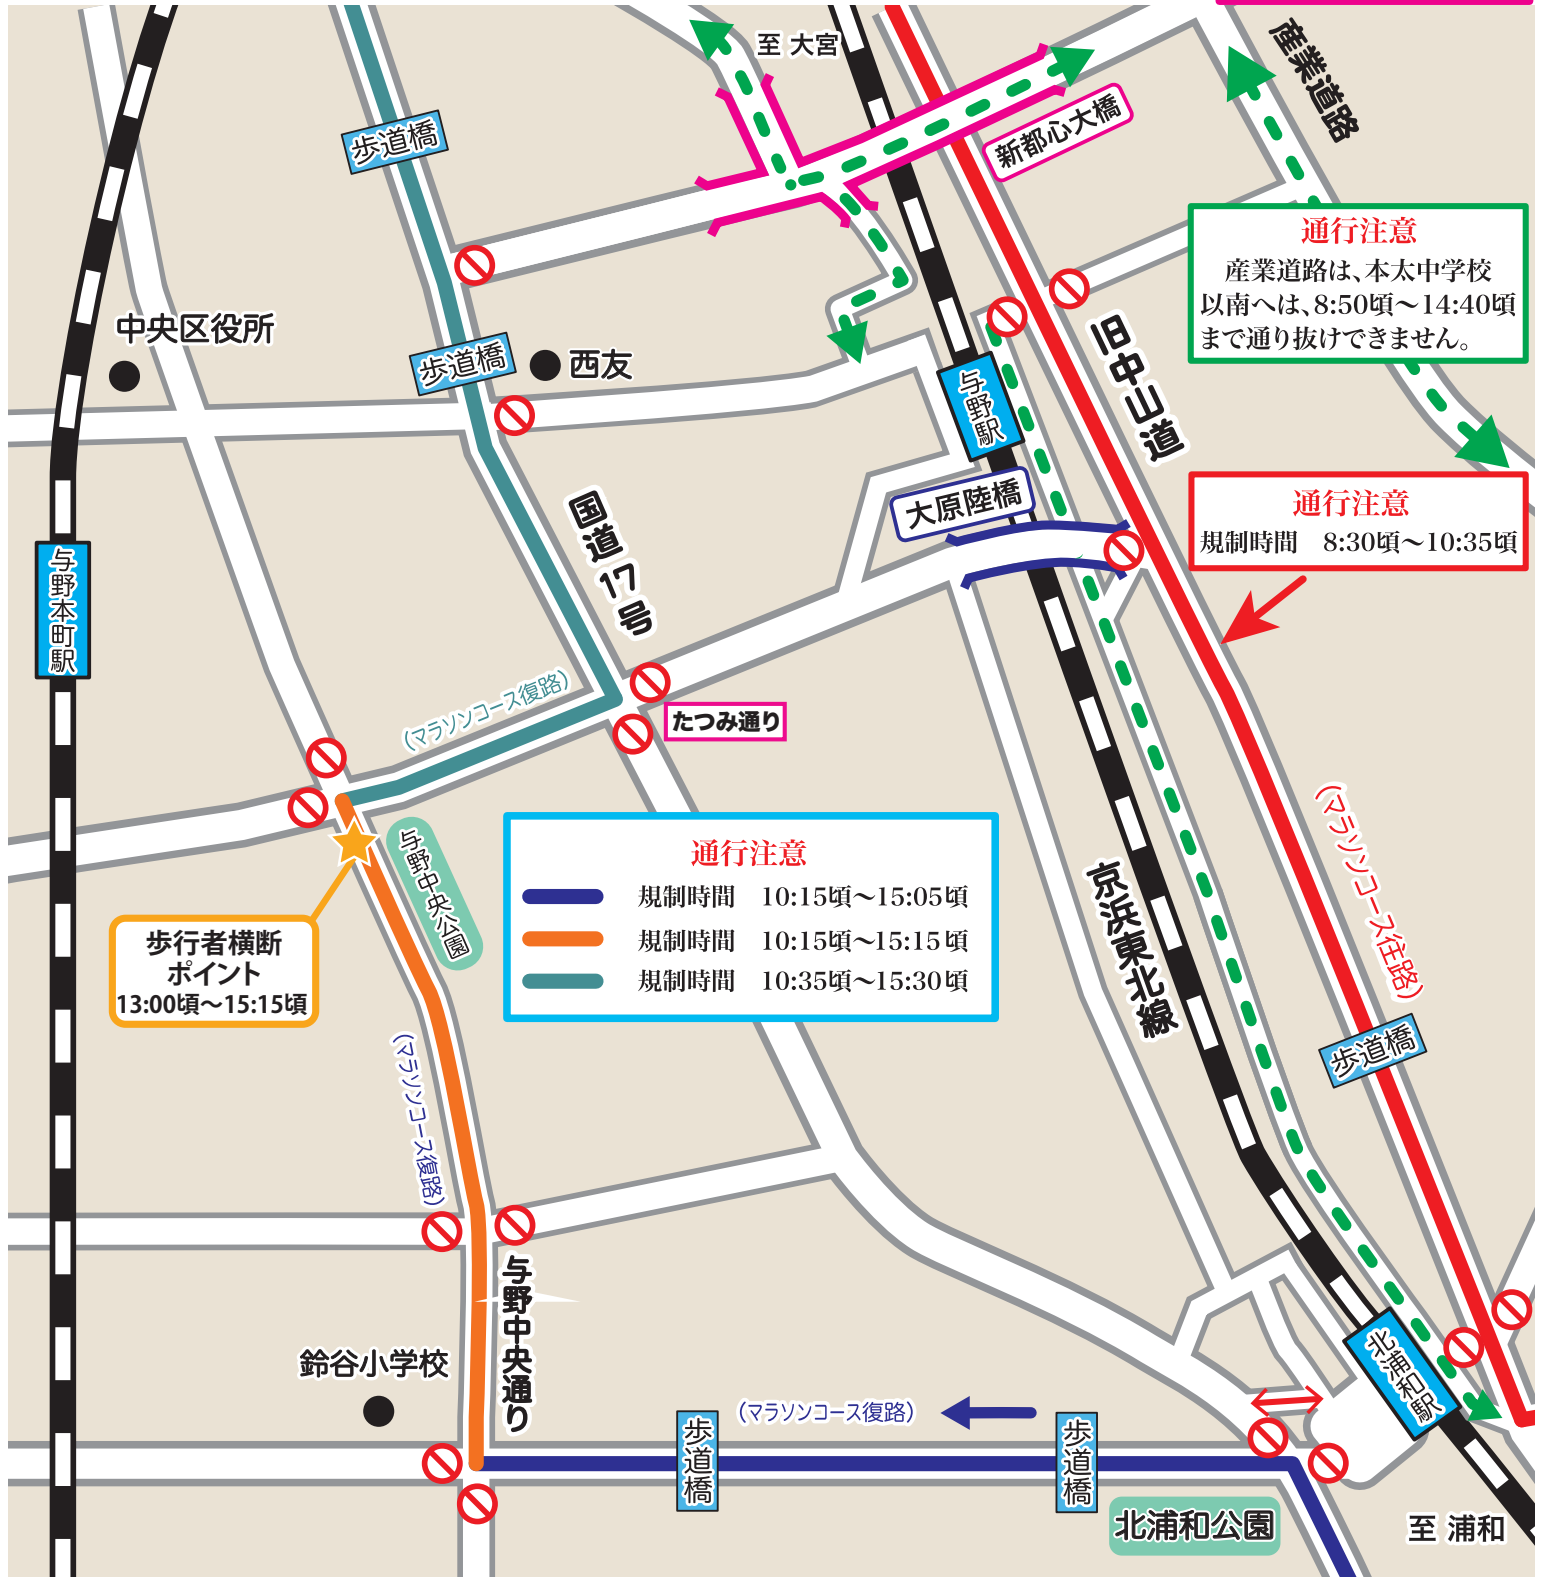 至 大宮
産業道路
歩道橋
新都心大橋
通行注意
産業道路は、本太中学校
以南へは、8:50頃〜14:40頃
まで通り抜けできません。
中央区役所
歩道橋
西友
与野駅
旧中山道
大原陸橋
国道17号
通行注意
規制時間　8:30頃〜10:35頃
与野本町駅
(マラソンコース復路)
たつみ通り
与野中央公園
通行注意
規制時間　10:15頃〜15:05頃
規制時間　10:15頃〜15:15頃
規制時間　10:35頃〜15:30頃
(マラソンコース往路)
京浜東北線
歩行者横断
ポイント
13:00頃〜15:15頃
(マラソンコース復路)
歩道橋
与野中央通り
鈴谷小学校
北浦和駅
(マラソンコース復路)
歩道橋
歩道橋
北浦和公園
至 浦和